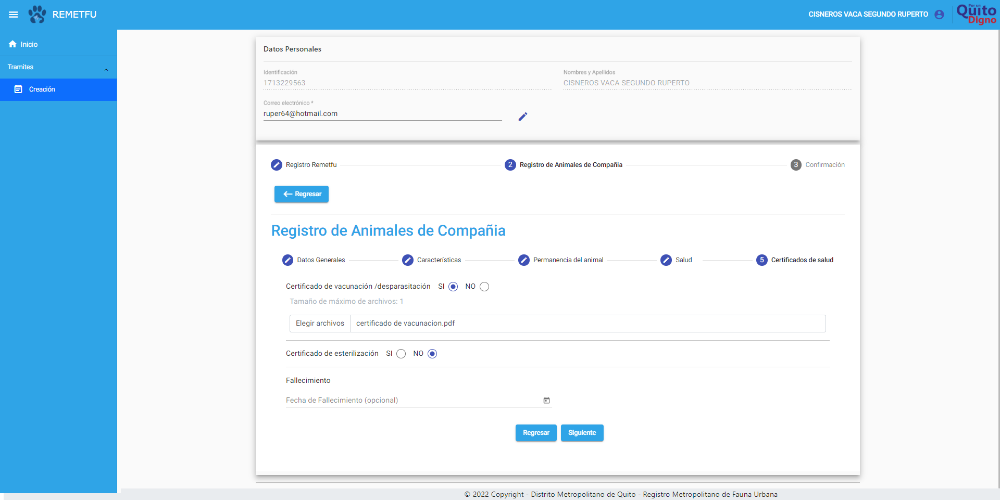 REMETFU
CISNEROS VACA SEGUNDO RUPERTO
Por un
Quito
Digno
Inicio
Tramites
Creación
Datos Personales
Identificación
1713229563
Nombres y Apellidos
CISNEROS VACA SEGUNDO RUPERTO
Correo electrónico *
ruper64@hotmail.com
Registro Remetfu
2 Registro de Animales de Compañia
3 Confirmación
Regresar
Registro de Animales de Compañia
Datos Generales
Características
Permanencia del animal
Salud
5 Certificados de salud
Certificado de vacunación /desparasitación SI NO
Tamaño de máximo de archivos: 1
Elegir archivos certificado de vacunacion.pdf
Certificado de esterilización SI NO
Fallecimiento
Fecha de Fallecimiento (opcional)
Regresar Siguiente
© 2022 Copyright - Distrito Metropolitano de Quito - Registro Metropolitano de Fauna Urbana